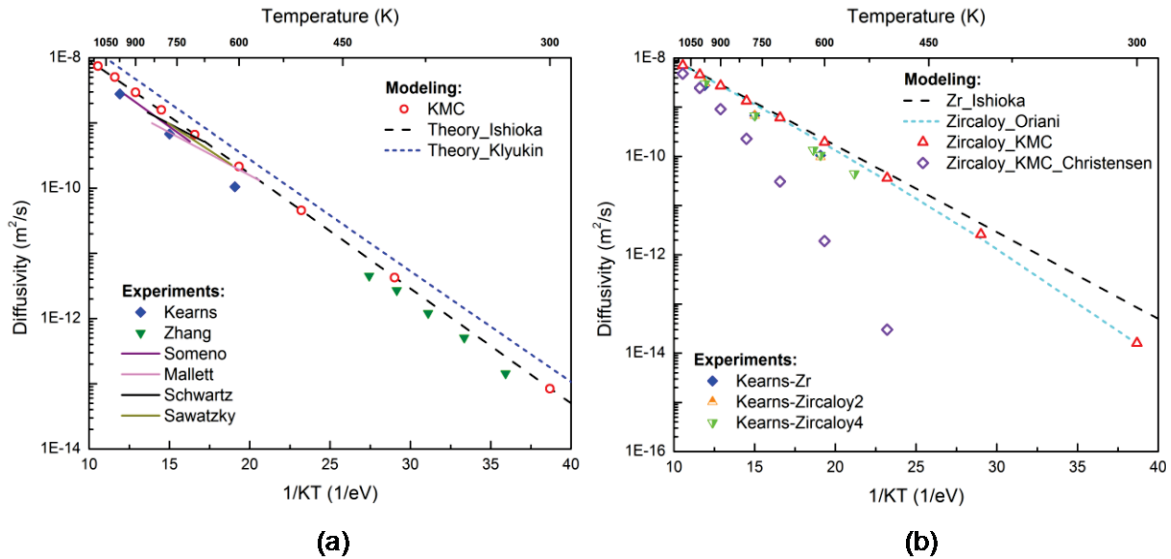 Temperature (K)
1050 900 750 600 450 300
1E-8
1E-10
1E-12
1E-14
Diffusivity (m²/s)
Modeling:
KMC
Theory_Ishioka
Theory_Klyukin
Experiments:
Kearns
Zhang
Someno
Mallett
Schwartz
Sawatzky
10 15 20 25 30 35 40
1/KT (1/eV)
(a)
Temperature (K)
1050 900 750 600 450 300
1E-8
1E-10
1E-12
1E-14
1E-16
Diffusivity (m²/s)
Modeling:
Zr_Ishioka
Zircaloy_Oriani
Zircaloy_KMC
Zircaloy_KMC_Christensen
Experiments:
Kearns-Zr
Kearns-Zircaloy2
Kearns-Zircaloy4
10 15 20 25 30 35 40
1/KT (1/eV)
(b)